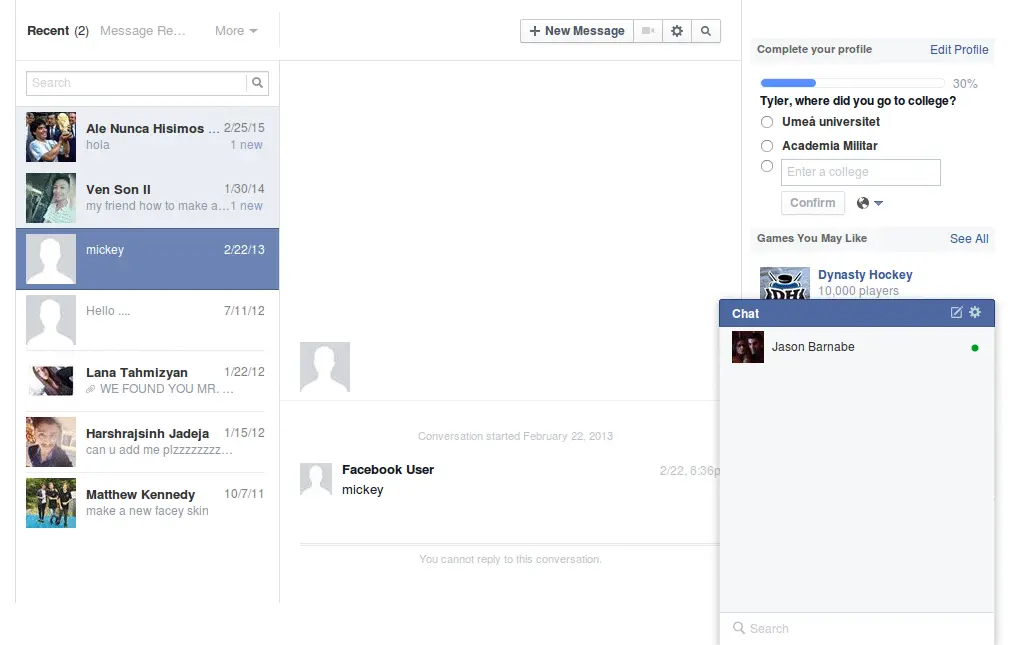 Recent (2) Message Re... More
New Message
Search
Ale Nunca Hisimos ... 2/25/15
hola 1 new
Ven Son II 1/30/14
my friend how to make a... 1 new
mickey 2/22/13
Hello .... 7/11/12
Lana Tahmizyan 1/22/12
WE FOUND YOU MR. ...
Harshrajsinh Jadeja 1/15/12
can u add me plzzzzzzzz...
Matthew Kennedy 10/7/11
make a new facey skin
Conversation started February 22, 2013
Facebook User 2/22, 8:36p
mickey
You cannot reply to this conversation.
Complete your profile Edit Profile
30%
Tyler, where did you go to college?
Umeå universitet
Academia Militar
Enter a college
Confirm
Games You May Like See All
DH
Dynasty Hockey
10,000 players
Chat
Jason Barnabe
Search